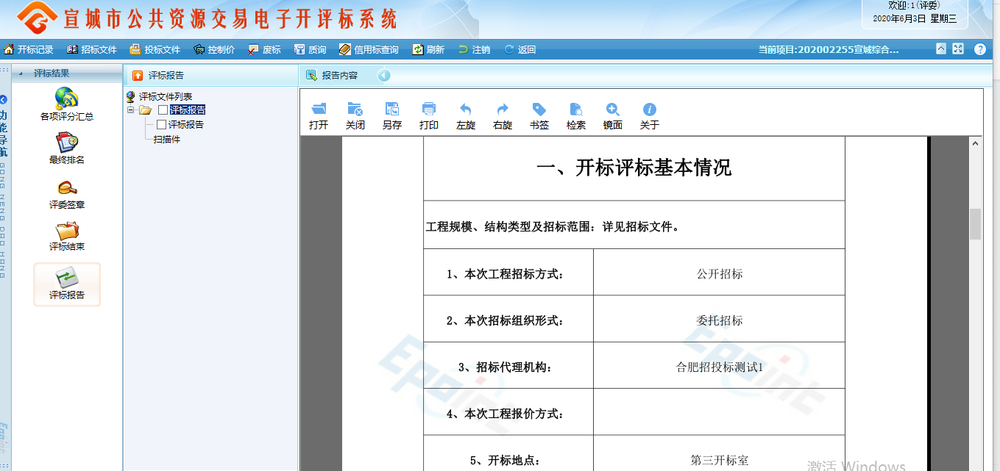 宣城市公共资源交易电子开评标系统
欢迎:1(评委)
2020年6月3日 星期三
开标记录 招标文件 投标文件 控制价 废标 质询 信用标查询 刷新 注销 返回 当前项目:202002255宣城综合...
评标结果
评标报告
报告内容
功能导航
GONG NENG DAO HANG
各项评分汇总
最终排名
评委签章
评标结束
评标报告
评标文件列表
评标报告
评标报告
扫描件
打开 关闭 另存 打印 左旋 右旋 书签 检索 镜面 关于
一、开标评标基本情况
工程规模、结构类型及招标范围：详见招标文件。
1、本次工程招标方式： 公开招标
2、本次招标组织形式： 委托招标
3、招标代理机构： 合肥招投标测试1
4、本次工程报价方式：
5、开标地点： 第三开标室
Epoint
Epoint
Epoint
激活 Windows